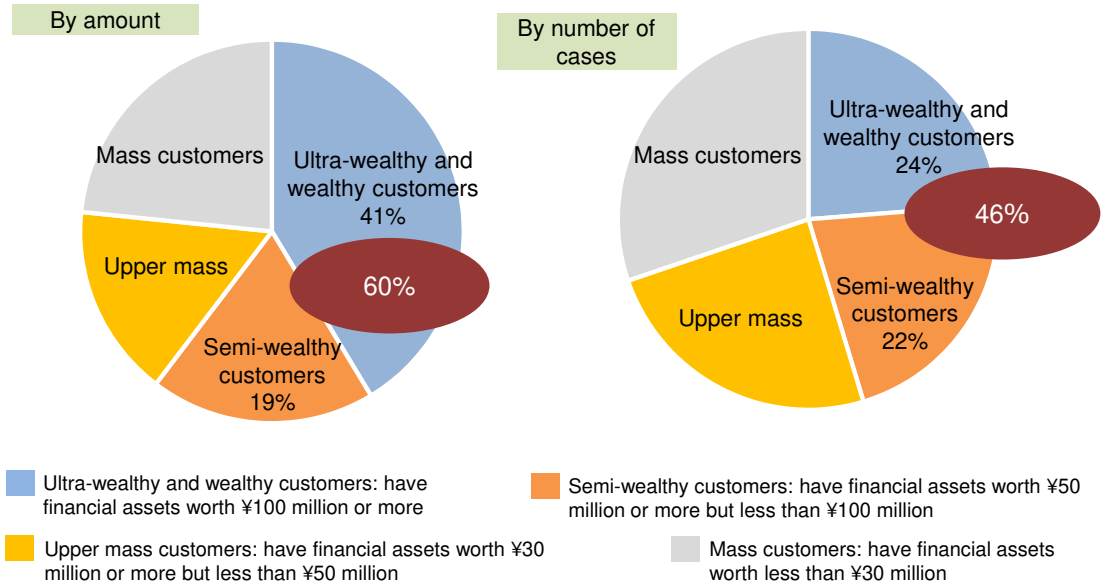 By amount
Mass customers
Ultra-wealthy and
wealthy customers
41%
Upper mass
60%
Semi-wealthy
customers
19%
By number of
cases
Ultra-wealthy and
wealthy customers
24%
Mass customers
46%
Upper mass
Semi-wealthy
customers
22%
Ultra-wealthy and wealthy customers: have
financial assets worth ¥100 million or more
Semi-wealthy customers: have financial assets worth ¥50
million or more but less than ¥100 million
Upper mass customers: have financial assets worth ¥30
million or more but less than ¥50 million
Mass customers: have financial assets
worth less than ¥30 million